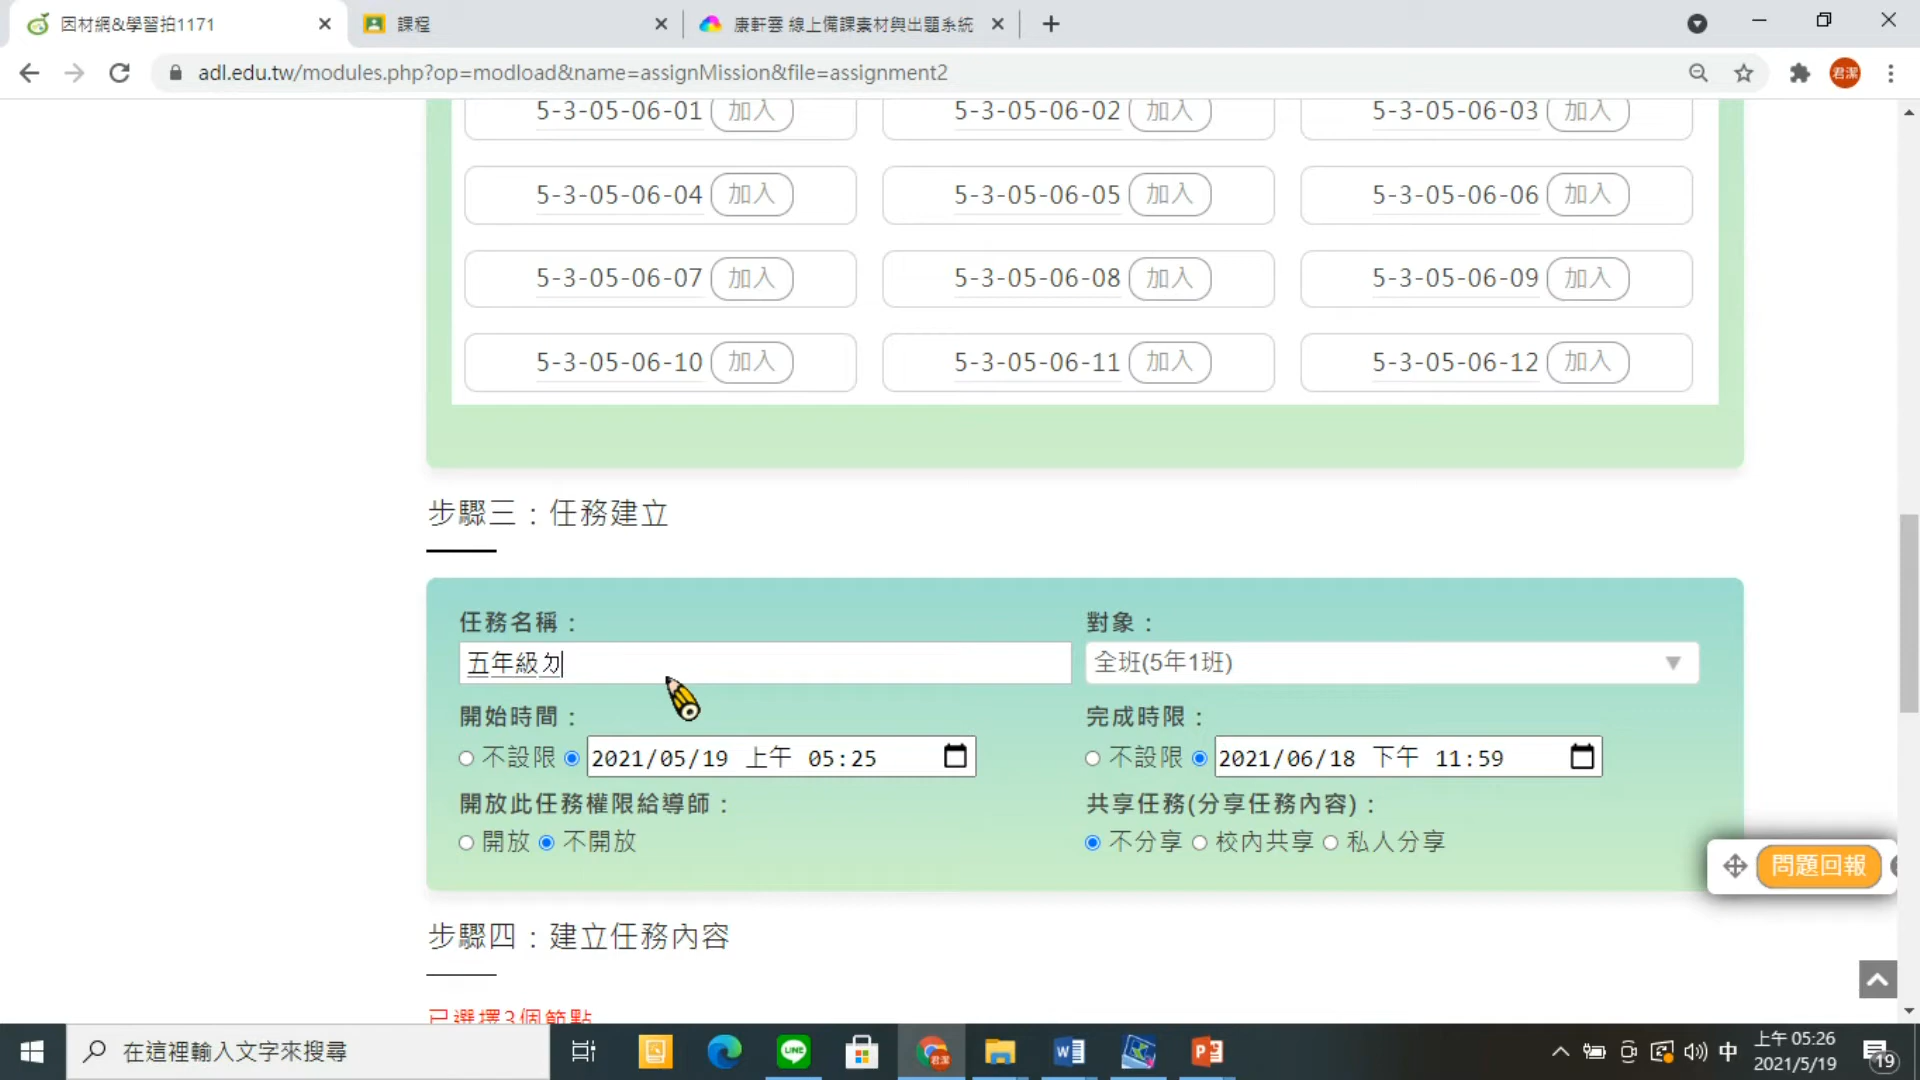 因材網&學習拍1171
課程
康軒雲 線上備課素材與出題系統
adl.edu.tw/modules.php?op=modload&name=assignMission&file=assignment2
君潔
5-3-05-06-01 加入 5-3-05-06-02 加入 5-3-05-06-03 加入
5-3-05-06-04 加入 5-3-05-06-05 加入 5-3-05-06-06 加入
5-3-05-06-07 加入 5-3-05-06-08 加入 5-3-05-06-09 加入
5-3-05-06-10 加入 5-3-05-06-11 加入 5-3-05-06-12 加入
步驟三：任務建立
任務名稱： 對象：
五年級ㄉ 全班(5年1班)
開始時間： 完成時限：
不設限 2021/05/19 上午 05:25 不設限 2021/06/18 下午 11:59
開放此任務權限給導師： 共享任務(分享任務內容)：
開放 不開放 不分享 校內共享 私人分享
問題回報
步驟四：建立任務內容
已選擇3個節點
在這裡輸入文字來搜尋
LINE
君潔
中
上午 05:26
2021/5/19
19